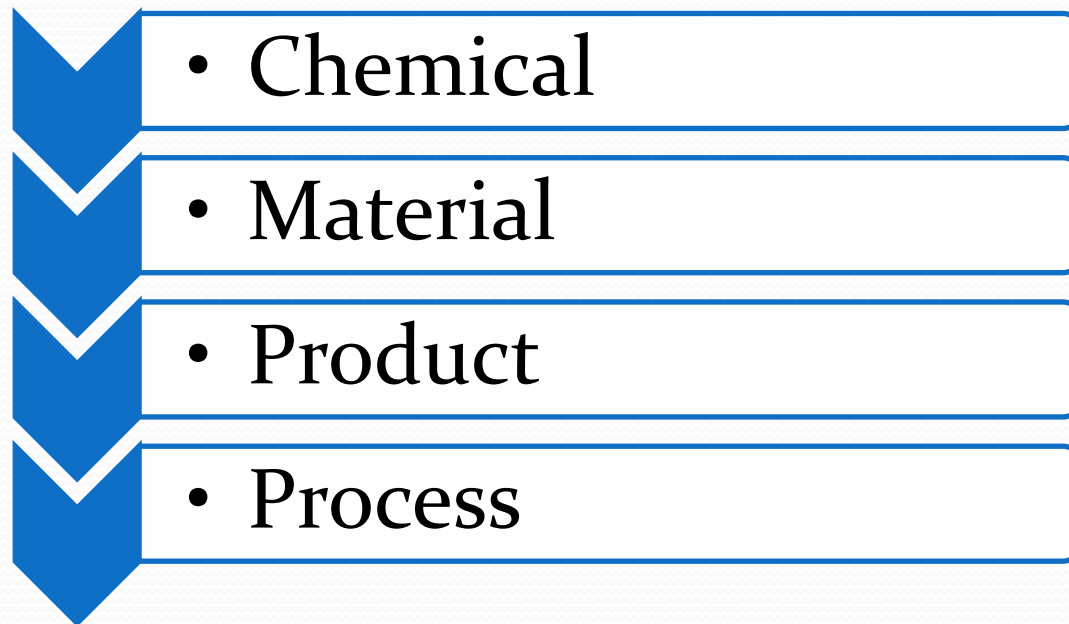 • Chemical
• Material
• Product
• Process